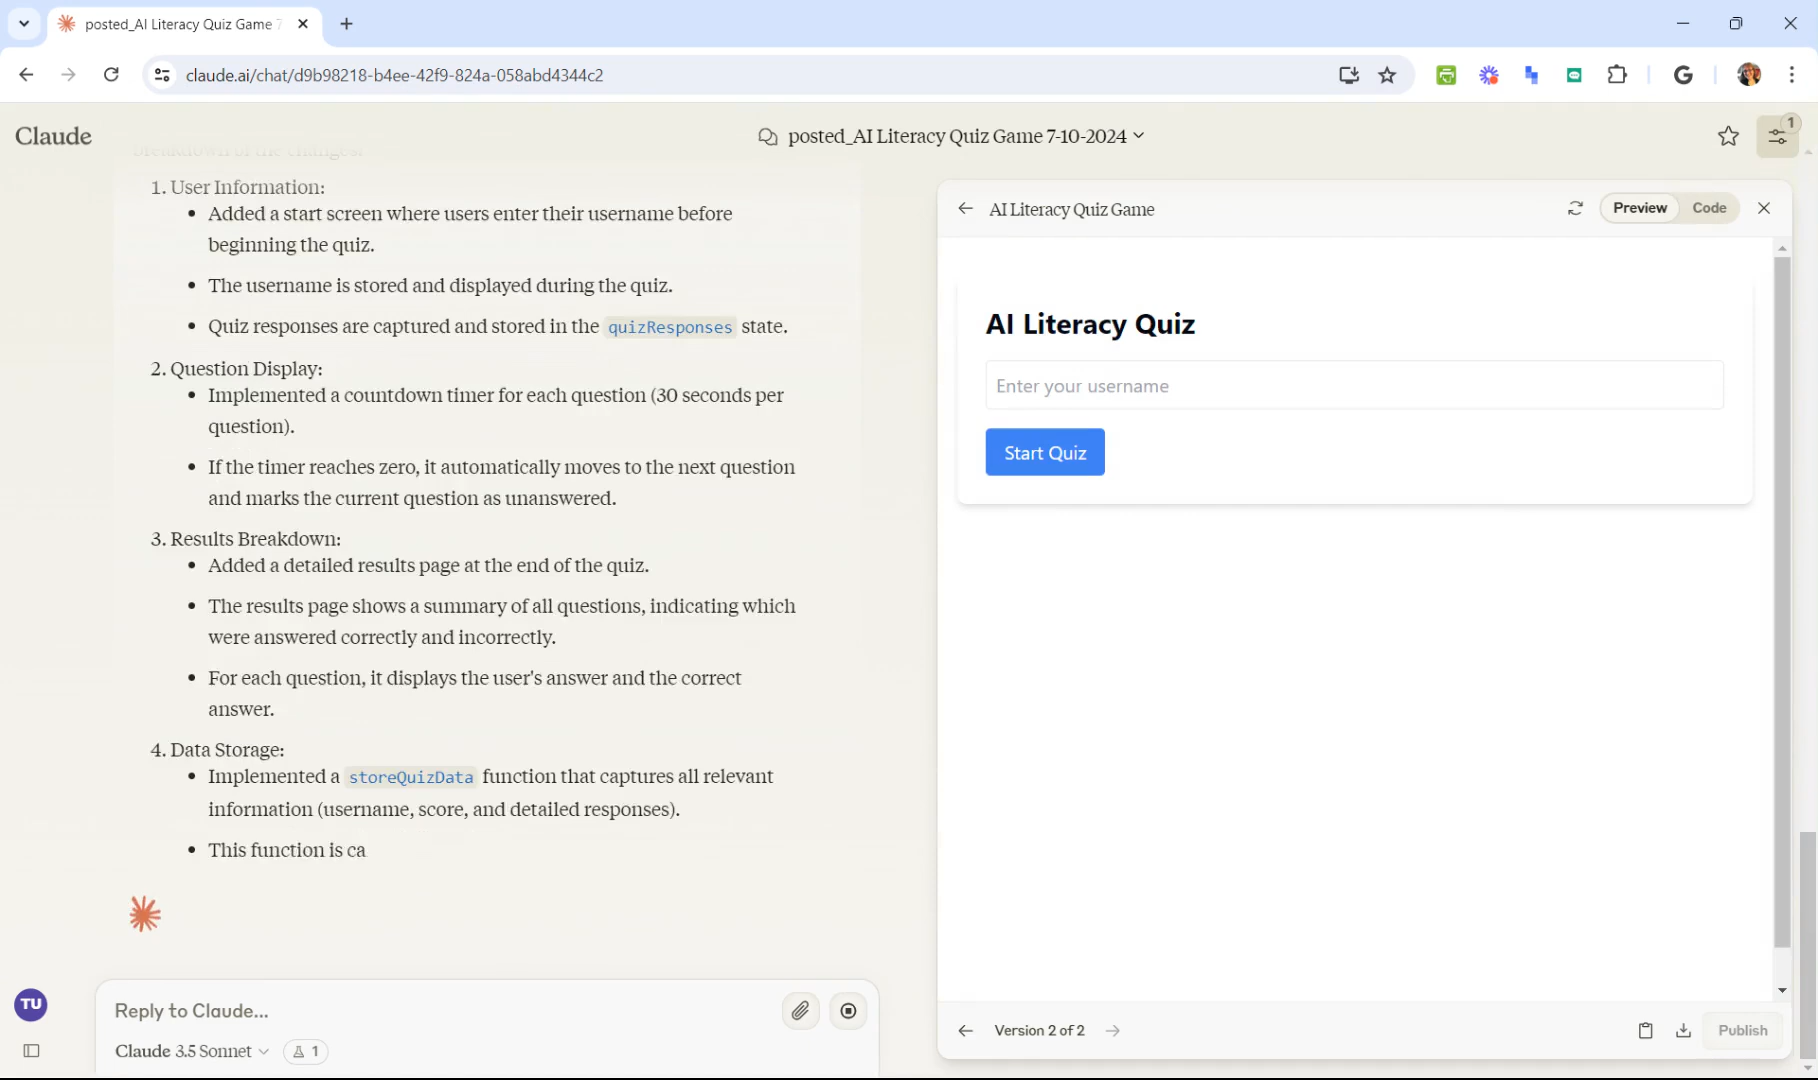 posted_AI Literacy Quiz Game 7
claude.ai/chat/d9b98218-b4ee-42f9-824a-058abd4344c2
Claude
posted_AI Literacy Quiz Game 7-10-2024
1
breakdown of the changes:
1. User Information:
• Added a start screen where users enter their username before
beginning the quiz.
• The username is stored and displayed during the quiz.
• Quiz responses are captured and stored in the quizResponses state.
2. Question Display:
• Implemented a countdown timer for each question (30 seconds per
question).
• If the timer reaches zero, it automatically moves to the next question
and marks the current question as unanswered.
3. Results Breakdown:
• Added a detailed results page at the end of the quiz.
• The results page shows a summary of all questions, indicating which
were answered correctly and incorrectly.
• For each question, it displays the user's answer and the correct
answer.
4. Data Storage:
• Implemented a storeQuizData function that captures all relevant
information (username, score, and detailed responses).
• This function is ca
TU
Reply to Claude...
Claude 3.5 Sonnet
1
AI Literacy Quiz Game
Preview Code
AI Literacy Quiz
Enter your username
Start Quiz
Version 2 of 2
Publish